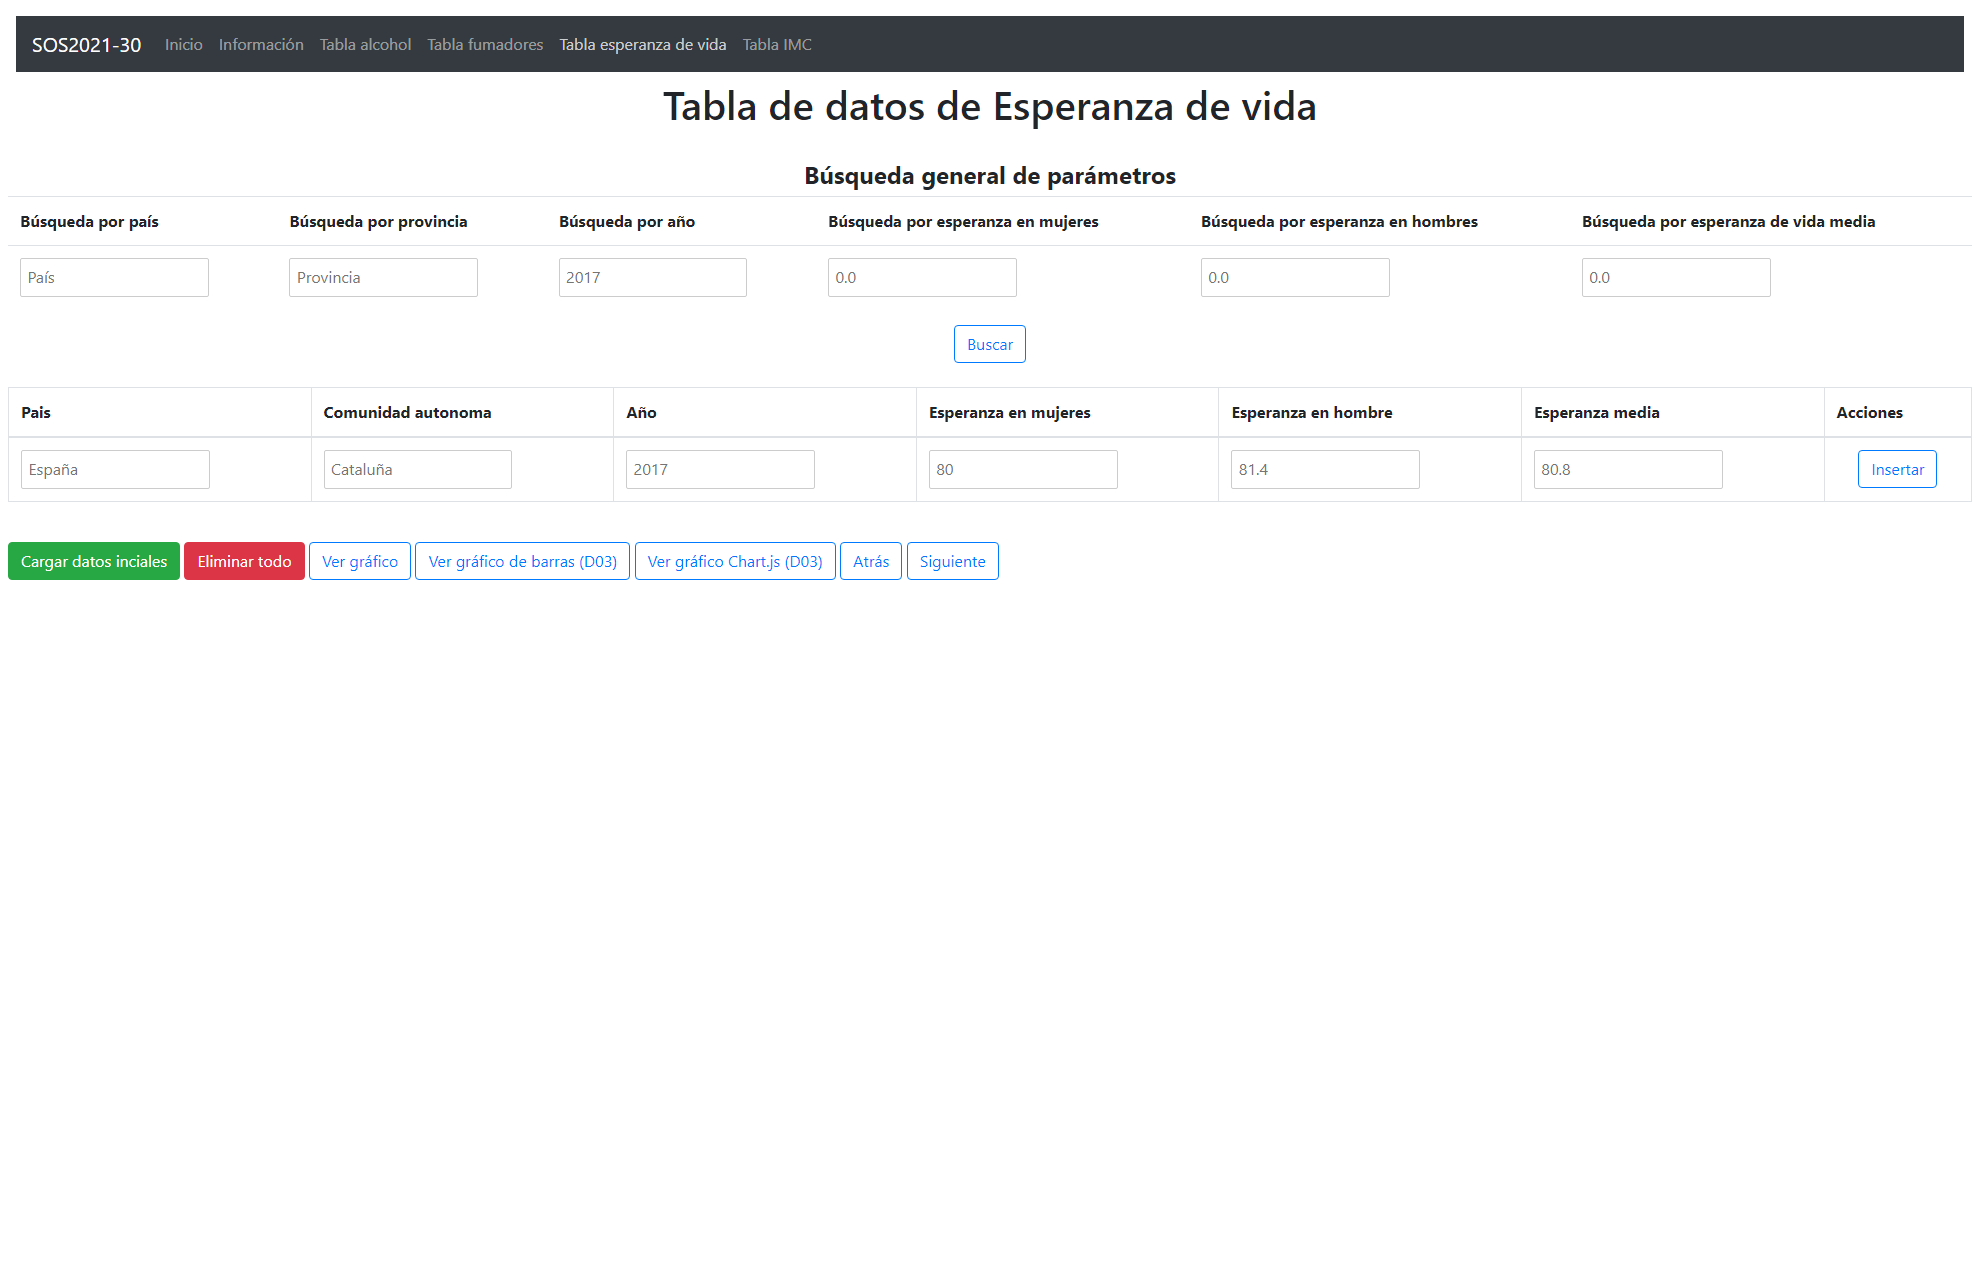 SOS2021-30 Inicio Información Tabla alcohol Tabla fumadores Tabla esperanza de vida Tabla IMC
Tabla de datos de Esperanza de vida
Búsqueda general de parámetros
Búsqueda por país Búsqueda por provincia Búsqueda por año Búsqueda por esperanza en mujeres Búsqueda por esperanza en hombres Búsqueda por esperanza de vida media
País Provincia 2017 0.0 0.0 0.0
Buscar
Pais Comunidad autonoma Año Esperanza en mujeres Esperanza en hombre Esperanza media Acciones
España Cataluña 2017 80 81.4 80.8 Insertar
Cargar datos inciales Eliminar todo Ver gráfico Ver gráfico de barras (D03) Ver gráfico Chart.js (D03) Atrás Siguiente